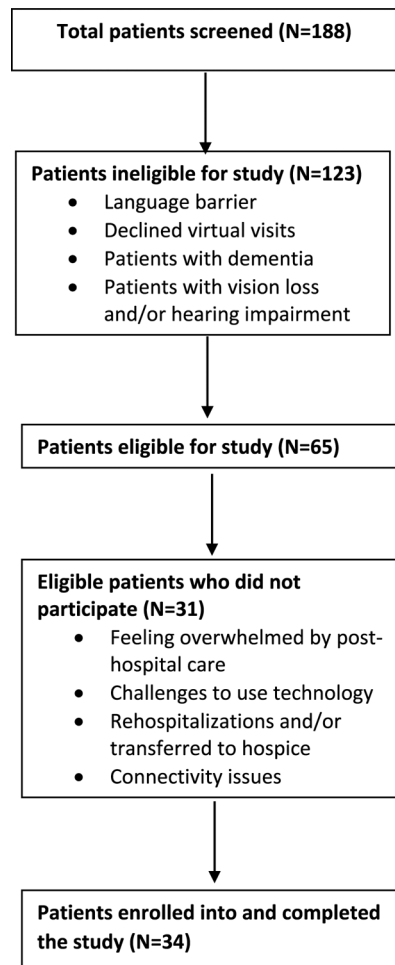 Total patients screened (N=188)
Patients ineligible for study (N=123)
• Language barrier
• Declined virtual visits
• Patients with dementia
• Patients with vision loss
and/or hearing impairment
Patients eligible for study (N=65)
Eligible patients who did not
participate (N=31)
• Feeling overwhelmed by post-
hospital care
• Challenges to use technology
• Rehospitalizations and/or
transferred to hospice
• Connectivity issues
Patients enrolled into and completed
the study (N=34)